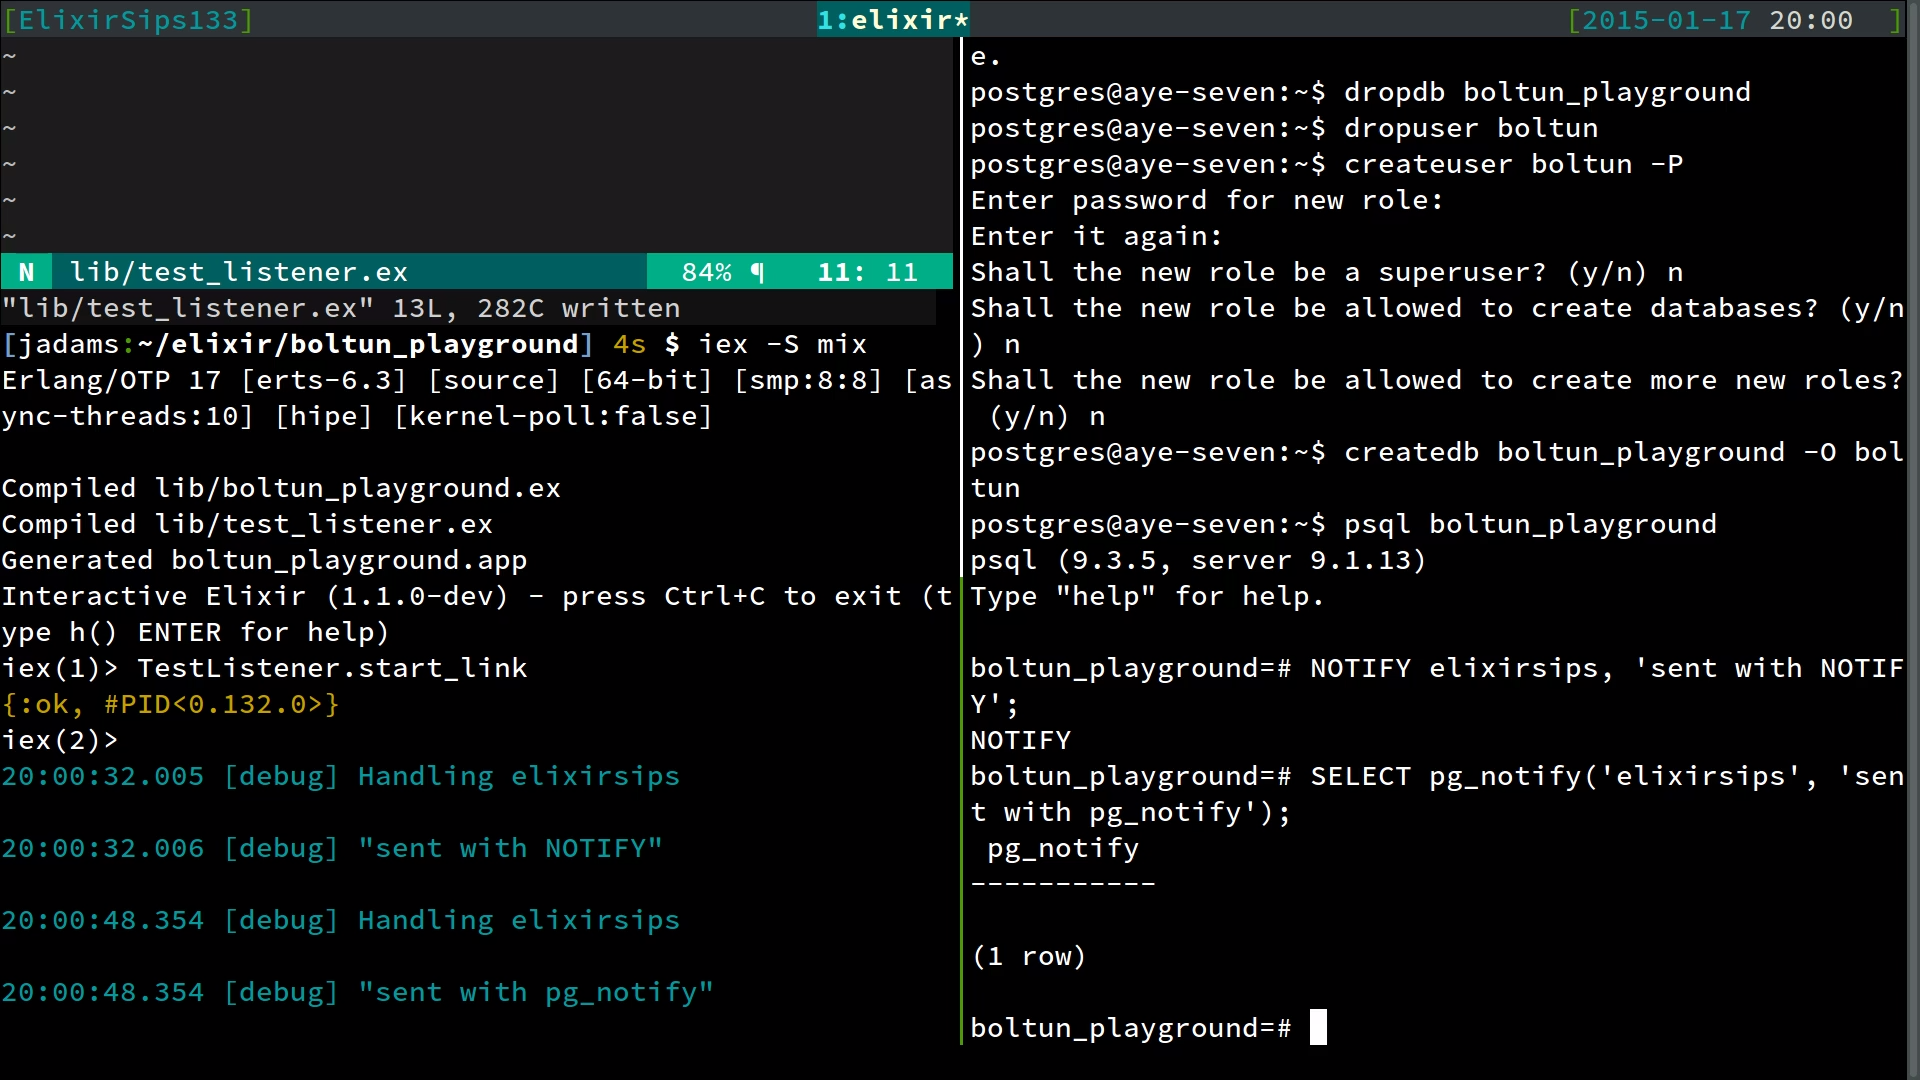 [ElixirSips133] 1:elixir* [2015-01-17 20:00 ]
~
~
~
~
~
~
N lib/test_listener.ex 84% ¶ 11: 11
"lib/test_listener.ex" 13L, 282C written
[jadams:~/elixir/boltun_playground] 4s $ iex -S mix
Erlang/OTP 17 [erts-6.3] [source] [64-bit] [smp:8:8] [as
ync-threads:10] [hipe] [kernel-poll:false]
Compiled lib/boltun_playground.ex
Compiled lib/test_listener.ex
Generated boltun_playground.app
Interactive Elixir (1.1.0-dev) - press Ctrl+C to exit (t
ype h() ENTER for help)
iex(1)> TestListener.start_link
{:ok, #PID<0.132.0>}
iex(2)>
20:00:32.005 [debug] Handling elixirsips
20:00:32.006 [debug] "sent with NOTIFY"
20:00:48.354 [debug] Handling elixirsips
20:00:48.354 [debug] "sent with pg_notify"
e.
postgres@aye-seven:~$ dropdb boltun_playground
postgres@aye-seven:~$ dropuser boltun
postgres@aye-seven:~$ createuser boltun -P
Enter password for new role:
Enter it again:
Shall the new role be a superuser? (y/n) n
Shall the new role be allowed to create databases? (y/n
) n
Shall the new role be allowed to create more new roles?
 (y/n) n
postgres@aye-seven:~$ createdb boltun_playground -O bol
tun
postgres@aye-seven:~$ psql boltun_playground
psql (9.3.5, server 9.1.13)
Type "help" for help.
boltun_playground=# NOTIFY elixirsips, 'sent with NOTIF
Y';
NOTIFY
boltun_playground=# SELECT pg_notify('elixirsips', 'sen
t with pg_notify');
 pg_notify
-----------
(1 row)
boltun_playground=#